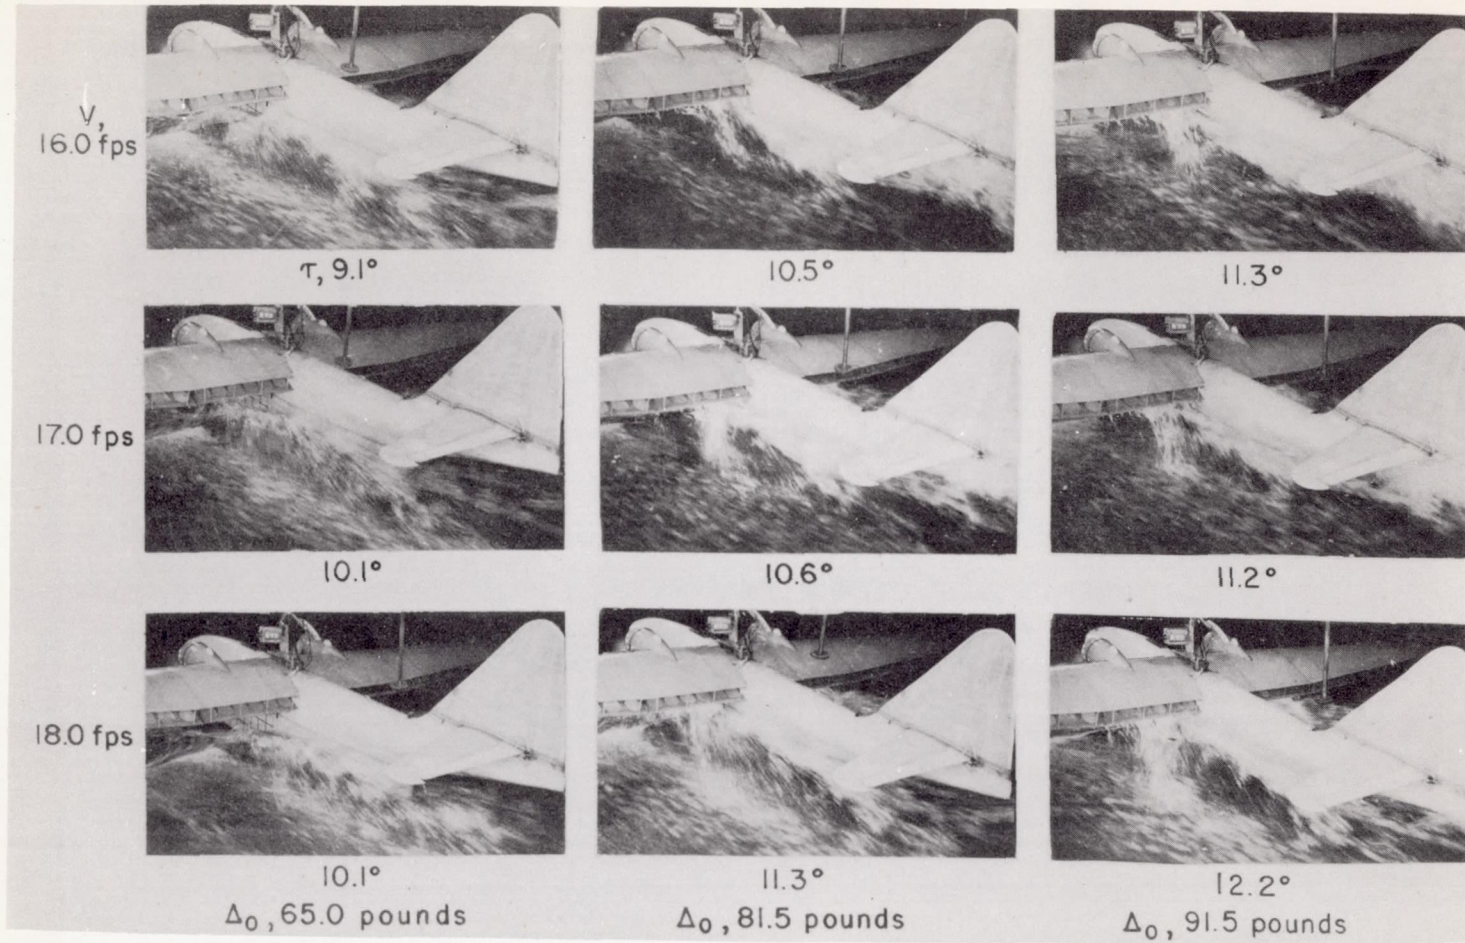 V,
16.0 fps
τ, 9.1°
10.5°
11.3°
17.0 fps
10.1°
10.6°
11.2°
18.0 fps
10.1°
11.3°
12.2°
Δ₀, 65.0 pounds
Δ₀, 81.5 pounds
Δ₀, 91.5 pounds